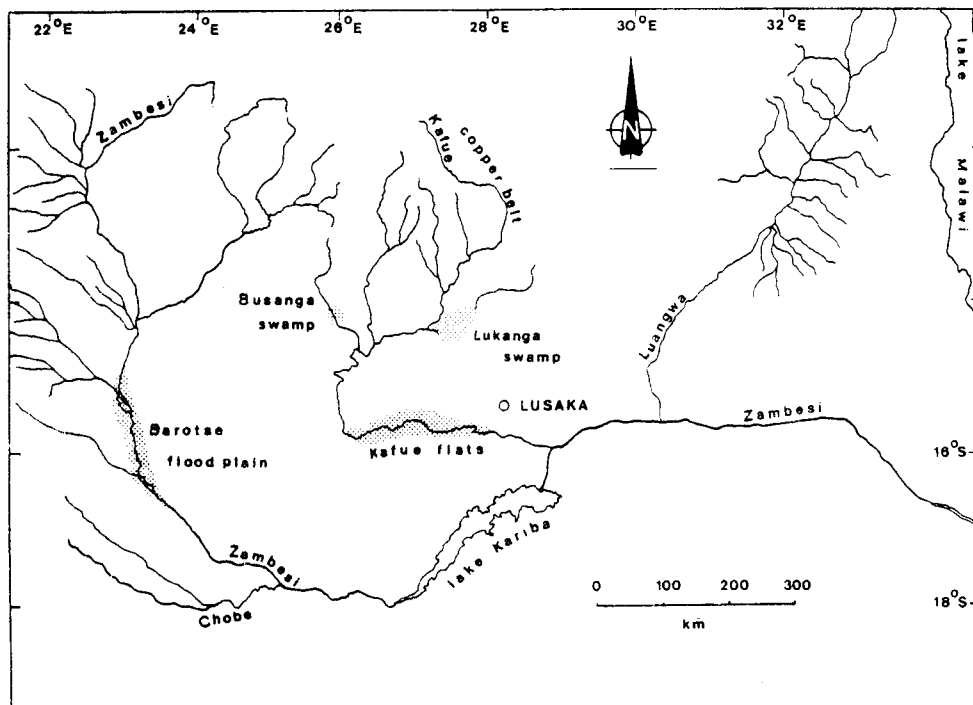 22°E 24°E 26°E 28°E 30°E 32°E
lake Malawi
Zambesi
Kafue
copper belt
N
Busanga
swamp
Lukanga
swamp
Luangwa
LUSAKA
Zambesi
Barotse
flood plain
Kafue flats
16°S
Zambesi
lake Kariba
Chobe
0 100 200 300
km
18°S